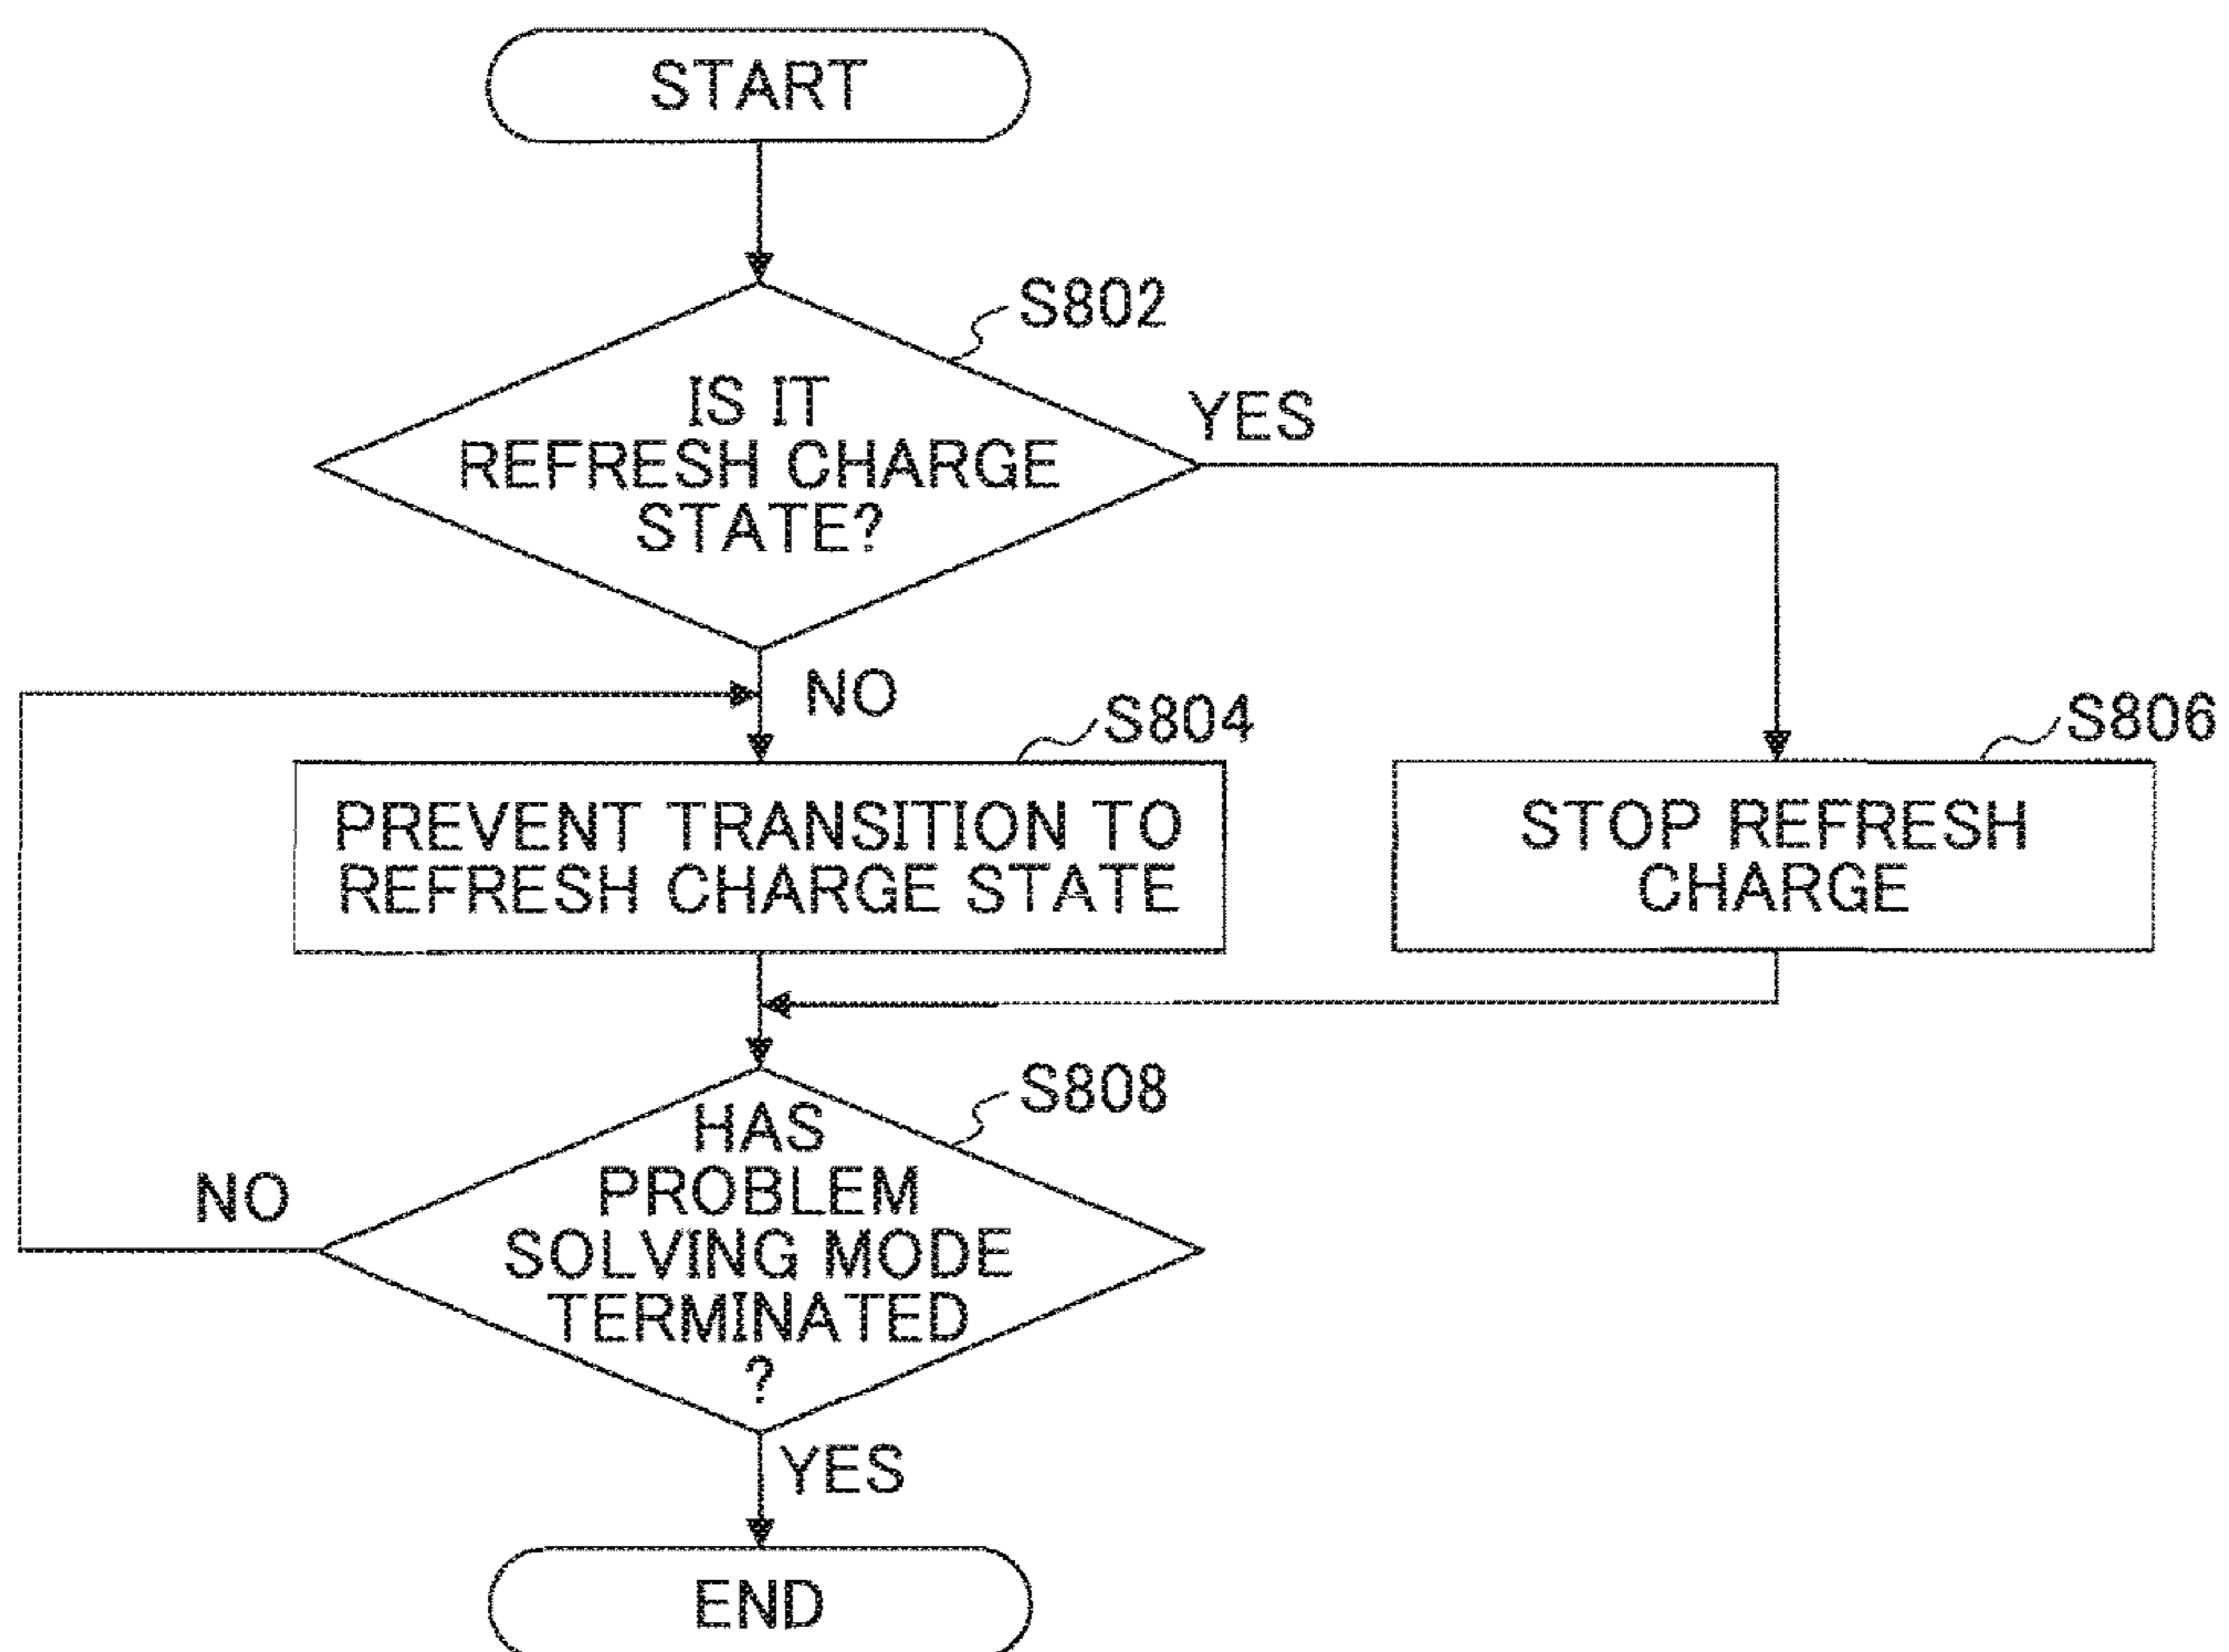 START
S802
IS IT
REFRESH CHARGE
STATE?
YES
NO
S804
PREVENT TRANSITION TO
REFRESH CHARGE STATE
S806
STOP REFRESH
CHARGE
S808
HAS
PROBLEM
SOLVING MODE
TERMINATED
?
NO
YES
END